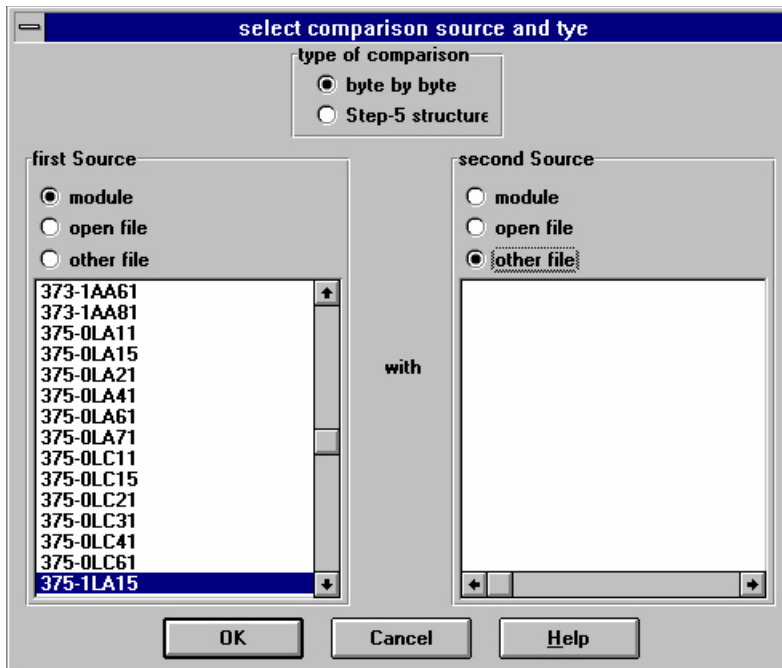 select comparison source and tye
type of comparison
byte by byte
Step-5 structure
first Source
module
open file
other file
373-1AA61
373-1AA81
375-0LA11
375-0LA15
375-0LA21
375-0LA41
375-0LA61
375-0LA71
375-0LC11
375-0LC15
375-0LC21
375-0LC31
375-0LC41
375-0LC61
375-1LA15
with
second Source
module
open file
other file
OK
Cancel
Help